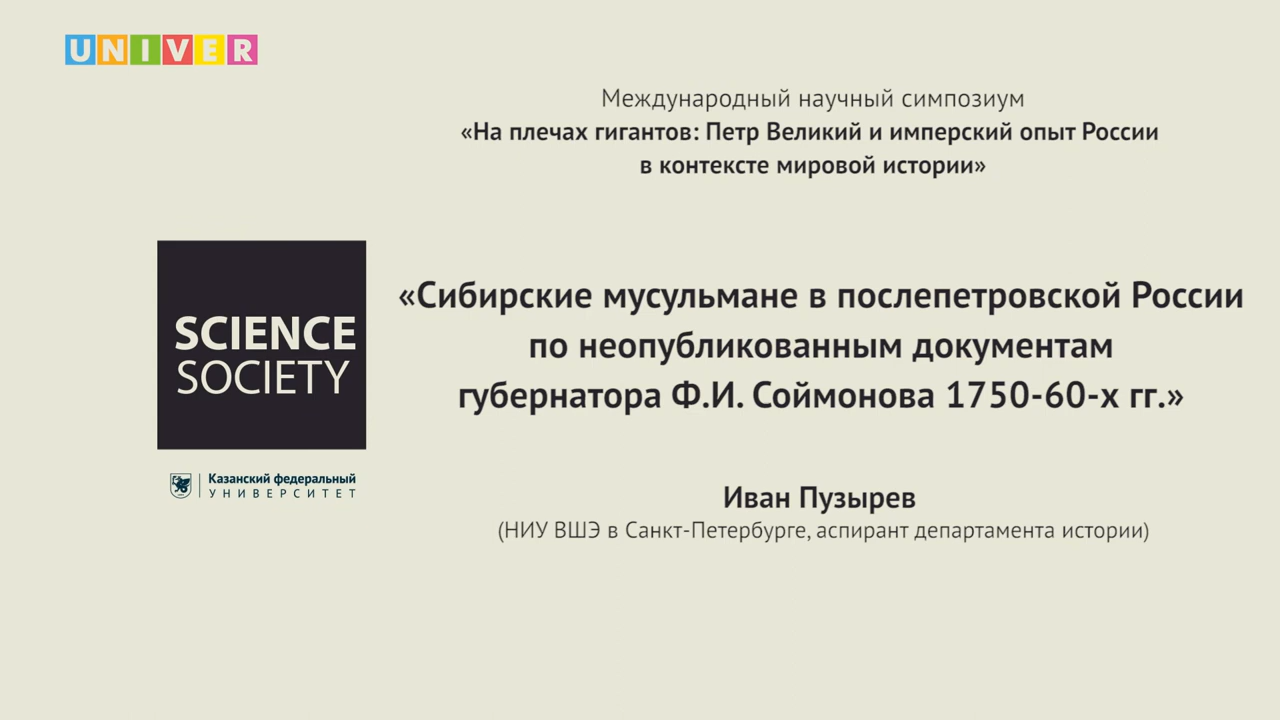 UNIVER
Международный научный симпозиум
«На плечах гигантов: Петр Великий и имперский опыт России
в контексте мировой истории»
SCIENCE
SOCIETY
Казанский федеральный
УНИВЕРСИТЕТ
«Сибирские мусульмане в послепетровской России
по неопубликованным документам
губернатора Ф.И. Соймонова 1750-60-х гг.»
Иван Пузырев
(НИУ ВШЭ в Санкт-Петербурге, аспирант департамента истории)